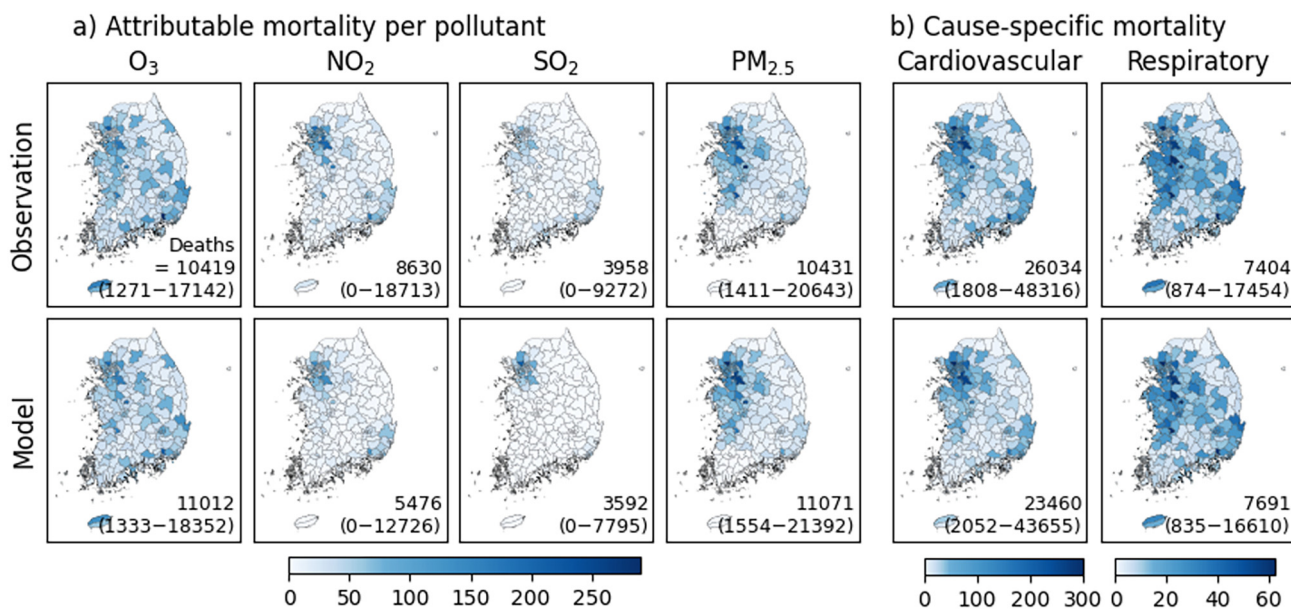 a) Attributable mortality per pollutant
b) Cause-specific mortality
O₃
NO₂
SO₂
PM₂.₅
Cardiovascular
Respiratory
Observation
Deaths
= 10419
(1271−17142)
8630
(0−18713)
3958
(0−9272)
10431
(1411−20643)
26034
(1808−48316)
7404
(874−17454)
Model
11012
(1333−18352)
5476
(0−12726)
3592
(0−7795)
11071
(1554−21392)
23460
(2052−43655)
7691
(835−16610)
0 50 100 150 200 250
0 100 200 300
0 20 40 60